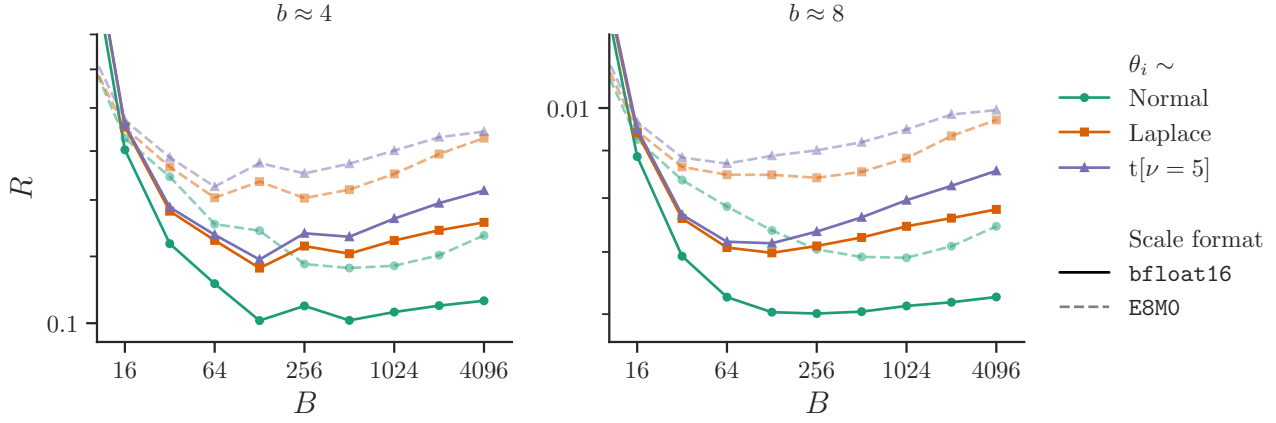 b ≈ 4
R
0.1
16 64 256 1024 4096
B
b ≈ 8
0.01
16 64 256 1024 4096
B
θᵢ ∼
Normal
Laplace
t[ν = 5]
Scale format
bfloat16
E8M0